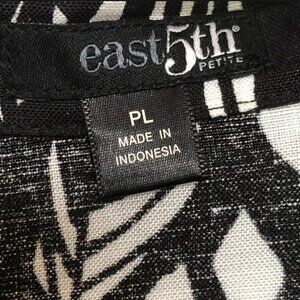 east5th
PETITE
PL
MADE IN
INDONESIA